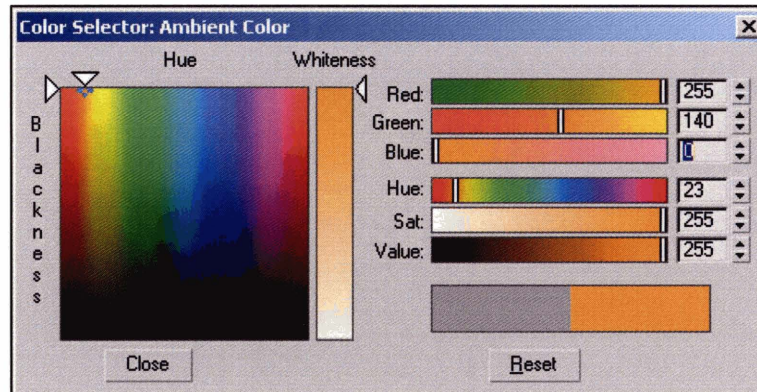 Color Selector: Ambient Color
Hue
Whiteness
Blackness
Red: 255
Green: 140
Blue: 0
Hue: 23
Sat: 255
Value: 255
Close
Reset